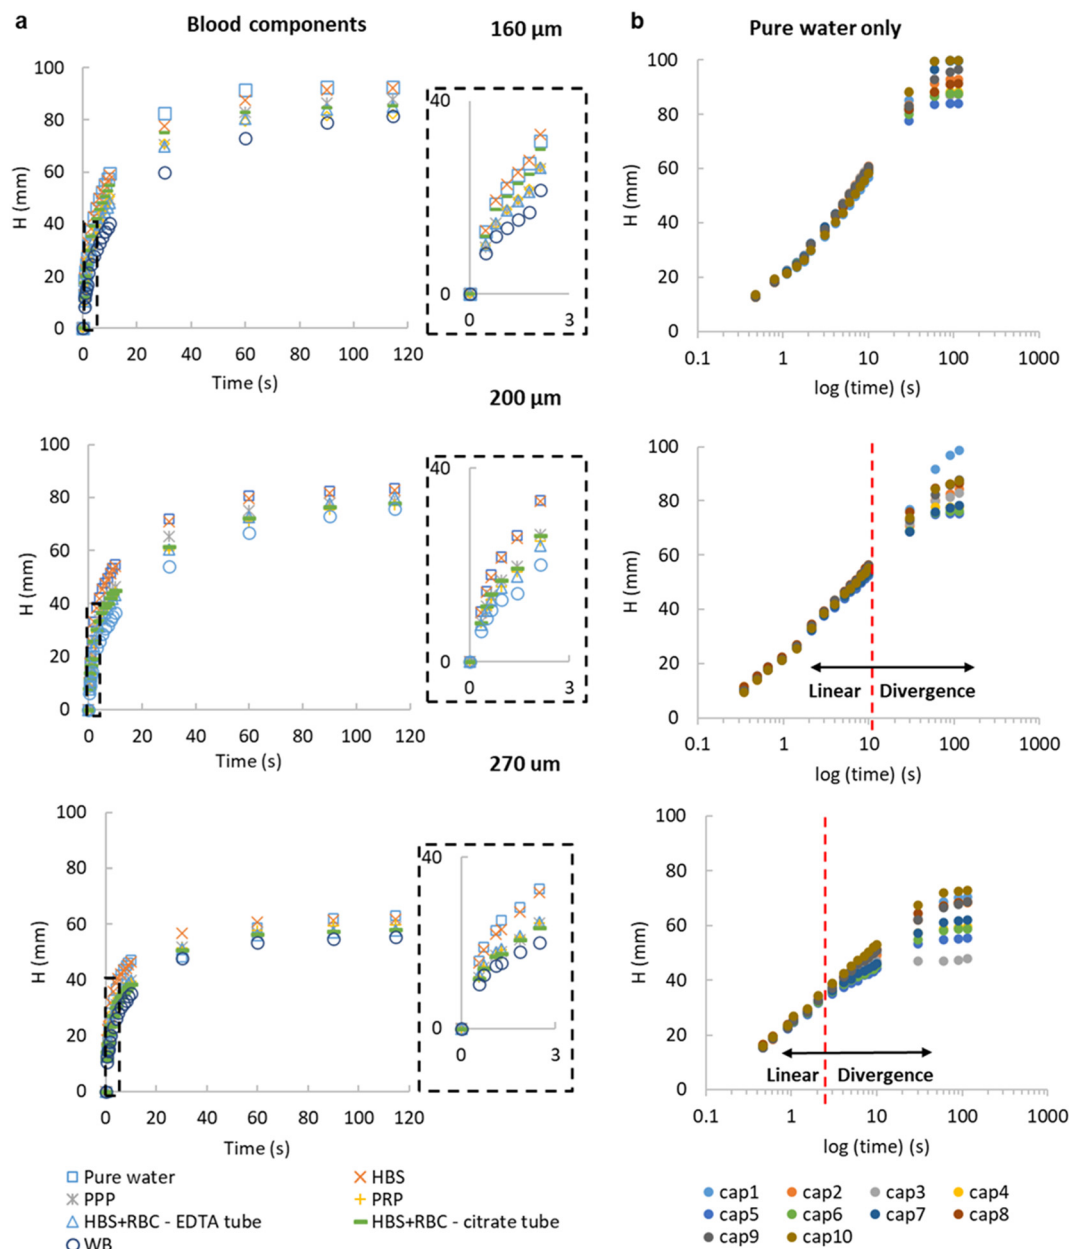 a
Blood components
160 µm
100
80
60
40
20
0
H (mm)
0 20 40 60 80 100 120
Time (s)
40
0
0 3
200 µm
100
80
60
40
20
0
H (mm)
0 20 40 60 80 100 120
Time (s)
40
0
0 3
270 um
100
80
60
40
20
0
H (mm)
0 20 40 60 80 100 120
Time (s)
40
0
0 3
Pure water
HBS
PPP
PRP
HBS+RBC - EDTA tube
HBS+RBC - citrate tube
WB
b
Pure water only
100
80
60
40
20
0
H (mm)
0.1 1 10 100 1000
log (time) (s)
100
80
60
40
20
0
H (mm)
Linear
Divergence
0.1 1 10 100 1000
log (time) (s)
100
80
60
40
20
0
H (mm)
Linear
Divergence
0.1 1 10 100 1000
log (time) (s)
cap1 cap2 cap3 cap4
cap5 cap6 cap7 cap8
cap9 cap10